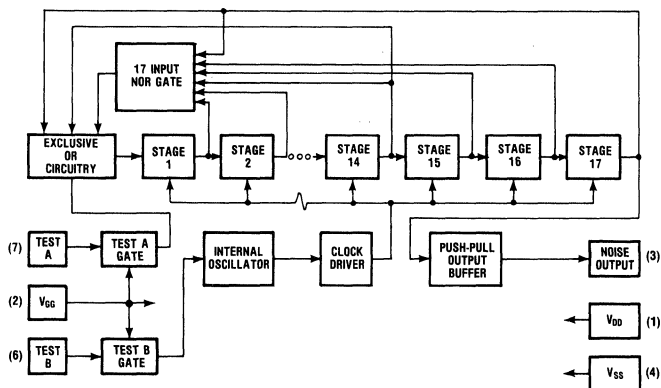 17 INPUT
NOR GATE
EXCLUSIVE
OR
CIRCUITRY
STAGE
1
STAGE
2
STAGE
14
STAGE
15
STAGE
16
STAGE
17
(7)
TEST
A
TEST A
GATE
INTERNAL
OSCILLATOR
CLOCK
DRIVER
PUSH-PULL
OUTPUT
BUFFER
NOISE
OUTPUT
(3)
(2)
VGG
VDD
(1)
(6)
TEST
B
TEST B
GATE
VSS
(4)